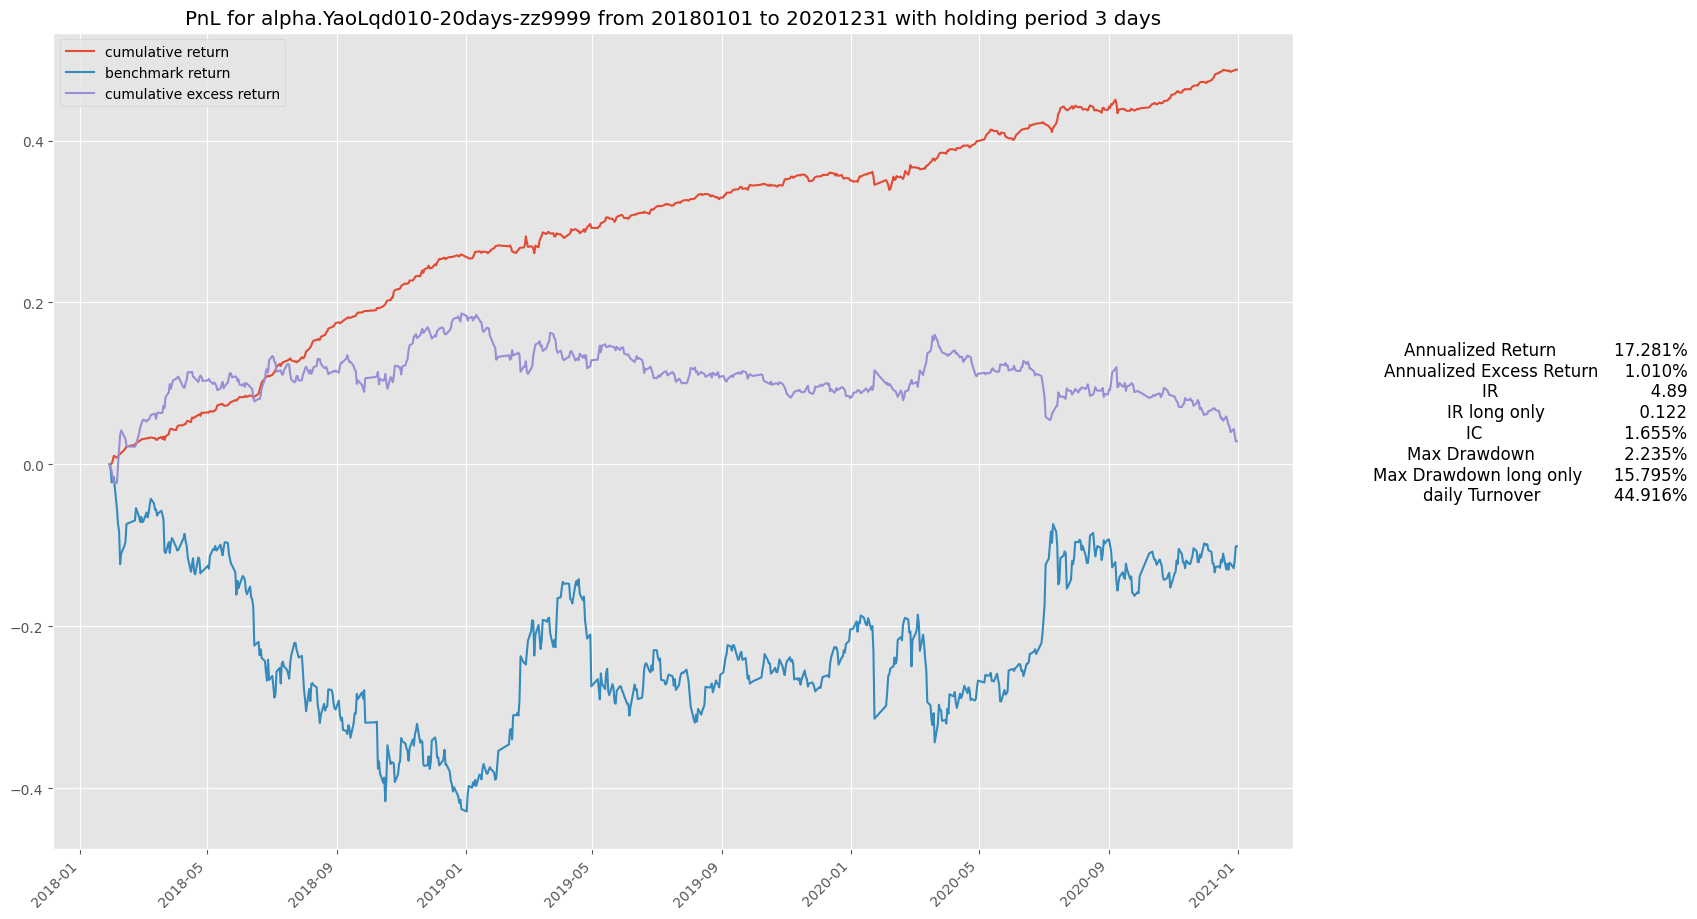 PnL for alpha.YaoLqd010-20days-zz9999 from 20180101 to 20201231 with holding period 3 days
cumulative return
benchmark return
cumulative excess return
0.4
0.2
0.0
−0.2
−0.4
2018-01
2018-05
2018-09
2019-01
2019-05
2019-09
2020-01
2020-05
2020-09
2021-01
Annualized Return 17.281%
Annualized Excess Return 1.010%
IR 4.89
IR long only 0.122
IC 1.655%
Max Drawdown 2.235%
Max Drawdown long only 15.795%
daily Turnover 44.916%